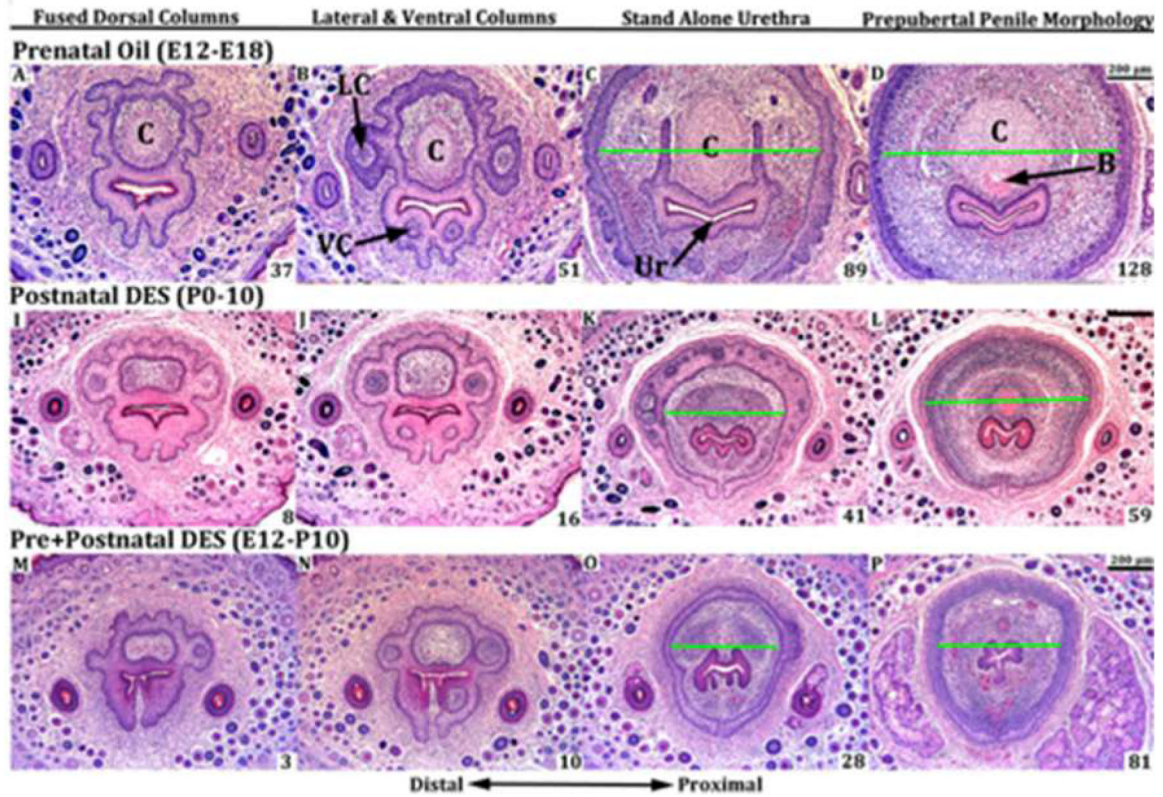 Fused Dorsal Columns Lateral & Ventral Columns Stand Alone Urethra Prepubertal Penile Morphology
Prenatal Oil (E12-E18)
A B C D 200 µm
LC
C C C C
B
VC
Ur
37 51 89 128
Postnatal DES (P0-10)
I J K L
8 16 41 59
Pre+Postnatal DES (E12-P10)
M N O P 200 µm
3 10 28 81
Distal Proximal